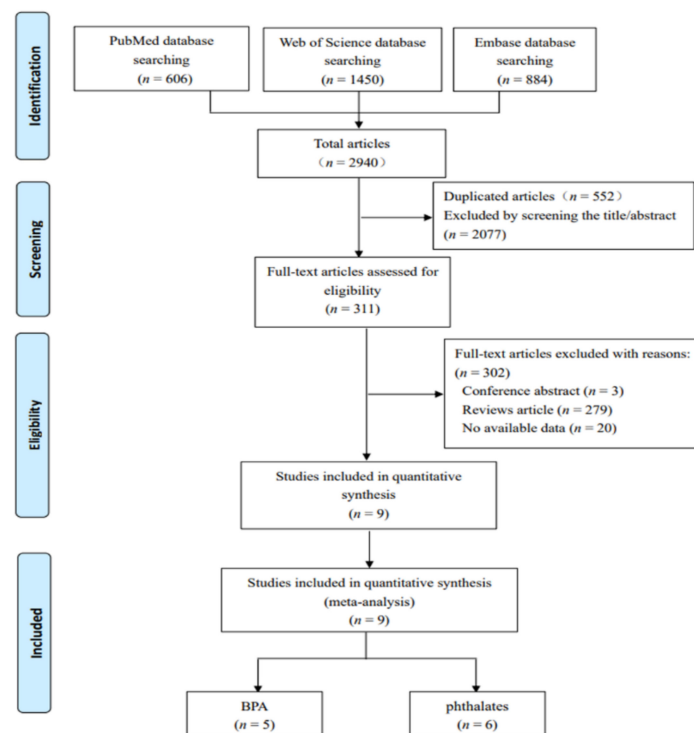 Identification
PubMed database
searching
(n = 606)
Web of Science database
searching
(n = 1450)
Embase database
searching
(n = 884)
Total articles
（n = 2940）
Screening
Duplicated articles（n = 552）
Excluded by screening the title/abstract
(n = 2077)
Full-text articles assessed for
eligibility
(n = 311)
Eligibility
Full-text articles excluded with reasons:
(n = 302)
Conference abstract (n = 3)
Reviews article (n = 279)
No available data (n = 20)
Studies included in quantitative
synthesis
(n = 9)
Included
Studies included in quantitative synthesis
(meta-analysis)
(n = 9)
BPA
(n = 5)
phthalates
(n = 6)